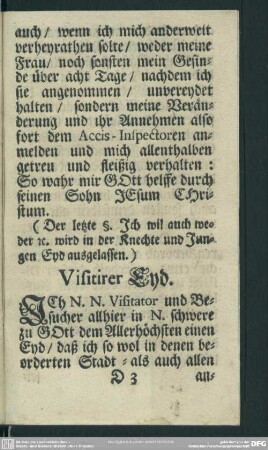 auch / wenn ich mich anderweit
verheyrathen solte / weder meine
Frau / noch sonsten mein Gesin-
de über acht Tage / nachdem ich
sie angenommen / unvereydet
halten / sondern meine Verän-
derung und ihr Annehmen also
fort dem Accis-Inspectoren an-
melden und mich allenthalben
getreu und fleißig verhalten:
So wahr mir GOtt helffe durch
seinen Sohn JEsum CHri-
stum.
( Der letzte §. Ich wil auch we-
der ꝛc. wird in der Knechte und Jun-
gen Eyd ausgelassen. )
Visitirer Eyd.
ICh N. N. Visitator und Be-
sucher allhier in N. schwere
zu GOtt dem Allerhöchsten einen
Eyd / daß ich so wol in denen be-
orderten Stadt- als auch allen
D 3 an-